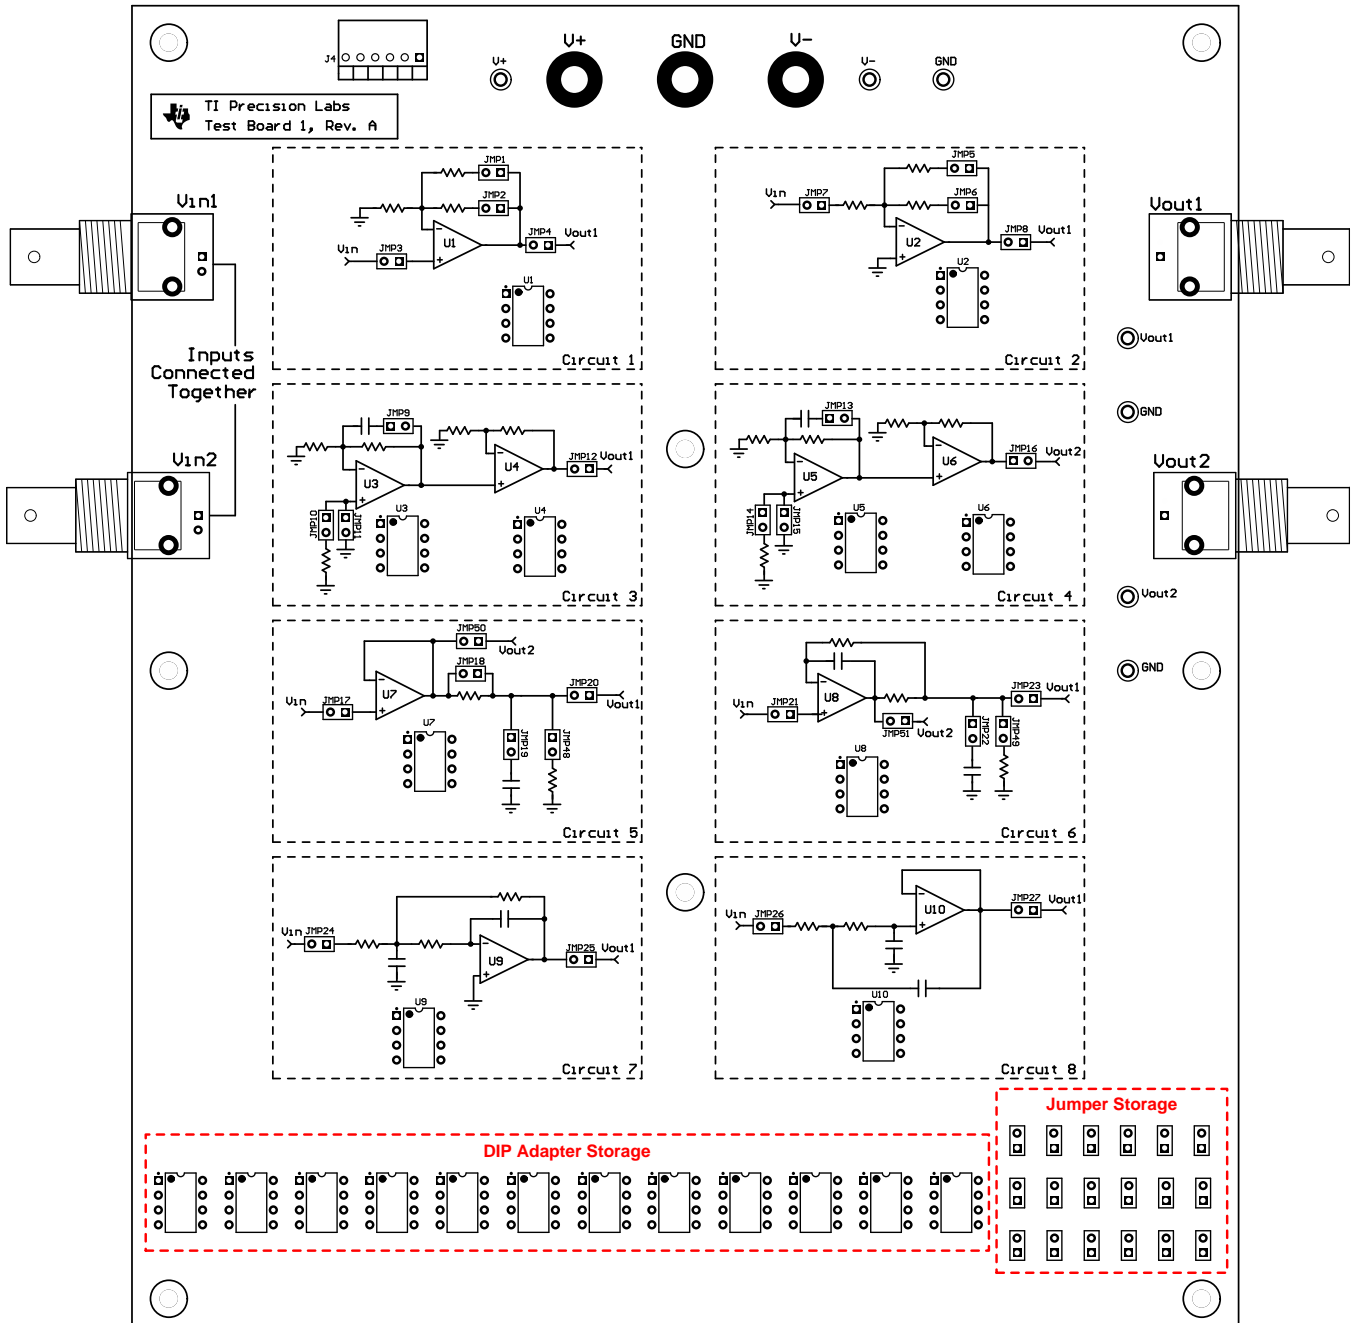 J4
V+
V+
GND
V-
V-
GND
TI Precision Labs
Test Board 1, Rev. A
Vin1
Inputs
Connected
Together
Vin2
JMP1
JMP2
JMP3
JMP4
Vin
U1
Vout1
U1
Circuit 1
JMP5
JMP6
Vin
JMP7
JMP8
U2
Vout1
U2
Circuit 2
Vout1
Vout1
GND
Vout2
Vout2
GND
JMP9
U3
U4
JMP12
Vout1
JMP10
JMP11
U3
U4
Circuit 3
JMP13
U5
U6
JMP16
Vout2
JMP14
JMP15
U5
U6
Circuit 4
JMP50
Vout2
JMP18
Vin
JMP17
U7
JMP20
Vout1
JMP19
JMP48
U7
Circuit 5
Vin
JMP21
U8
JMP51
Vout2
JMP23
Vout1
JMP22
JMP49
U8
Circuit 6
Vin
JMP24
U9
JMP25
Vout1
U9
Circuit 7
Vin
JMP26
U10
JMP27
Vout1
U10
Circuit 8
Jumper Storage
DIP Adapter Storage